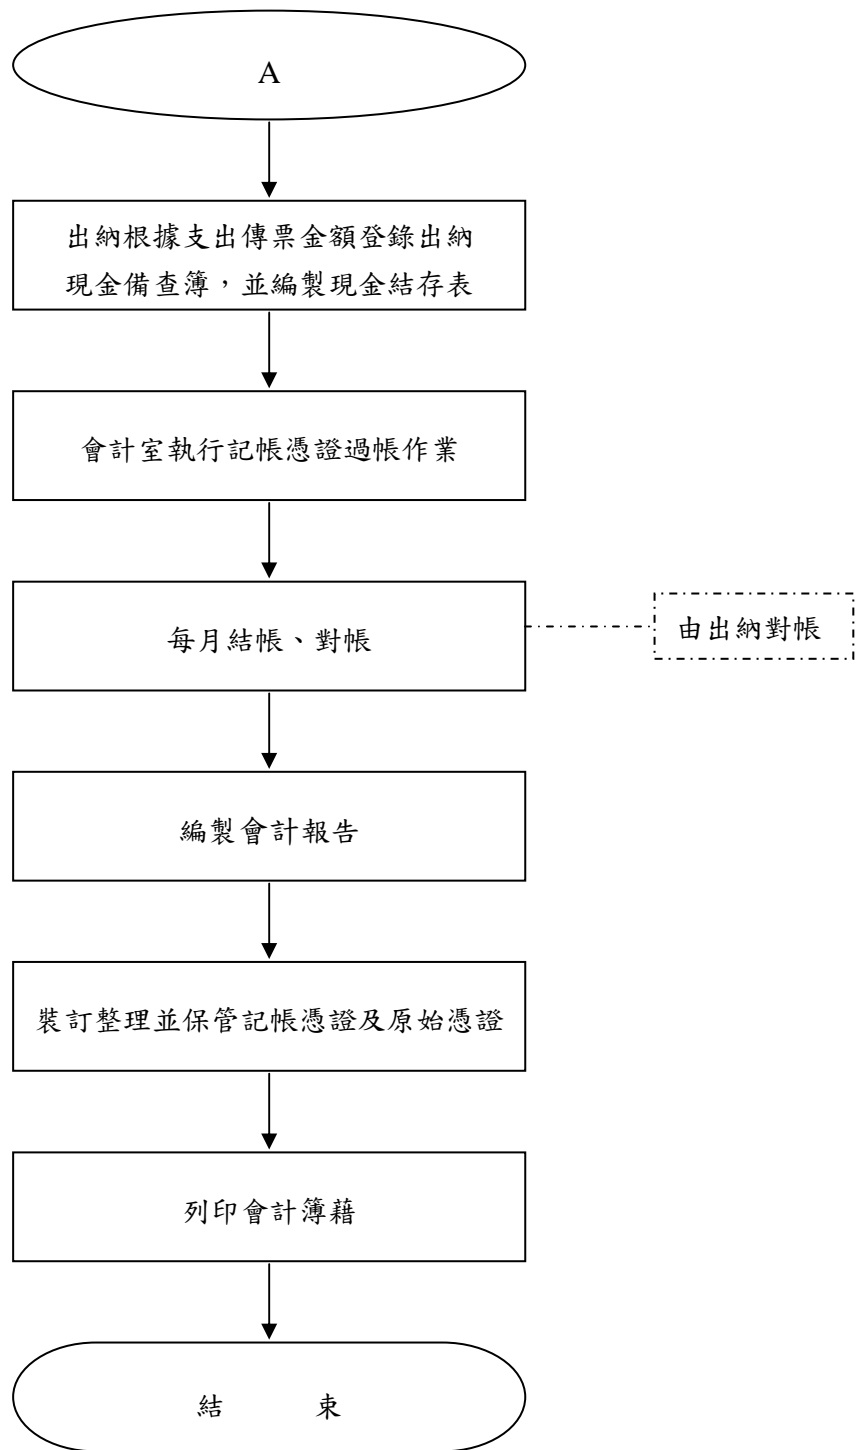 A
出納根據支出傳票金額登錄出納
現金備查簿，並編製現金結存表
會計室執行記帳憑證過帳作業
每月結帳、對帳
由出納對帳
編製會計報告
裝訂整理並保管記帳憑證及原始憑證
列印會計簿藉
結 束